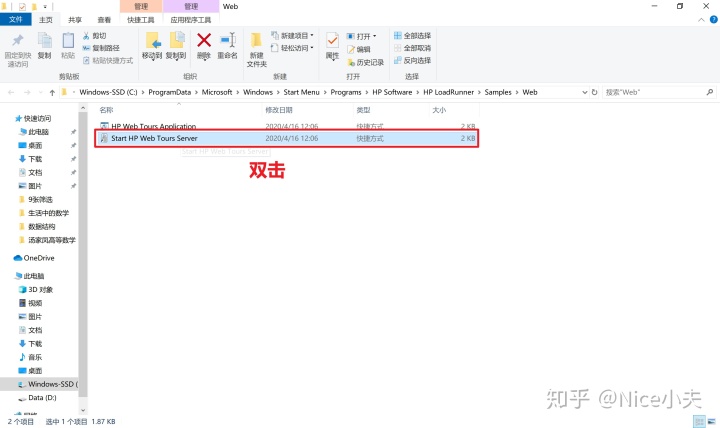 管理 管理 Web
文件 主页 共享 查看 快捷工具 应用程序工具
固定到快速访问 复制 粘贴 剪切 复制路径 粘贴快捷方式 移动到 复制到 删除 重命名 新建文件夹 新建项目 轻松访问 属性 打开 编辑 历史记录 全部选择 全部取消 反向选择
剪贴板 组织 新建 打开 选择
Windows-SSD (C:) > ProgramData > Microsoft > Windows > Start Menu > Programs > HP Software > HP LoadRunner > Samples > Web 搜索"Web"
名称 修改日期 类型 大小
HP Web Tours Application 2020/4/16 12:06 快捷方式 2 KB
Start HP Web Tours Server 2020/4/16 12:06 快捷方式 2 KB
Start HP Web Tours Server
双击
快速访问
此电脑
桌面
下载
文档
图片
9张筛选
生活中的数学
数据结构
汤家凤高等数学
OneDrive
此电脑
3D 对象
视频
图片
文档
下载
音乐
桌面
Windows-SSD (
Data (D:)
知乎 @Nice小夫
2 个项目 选中 1 个项目 1.87 KB